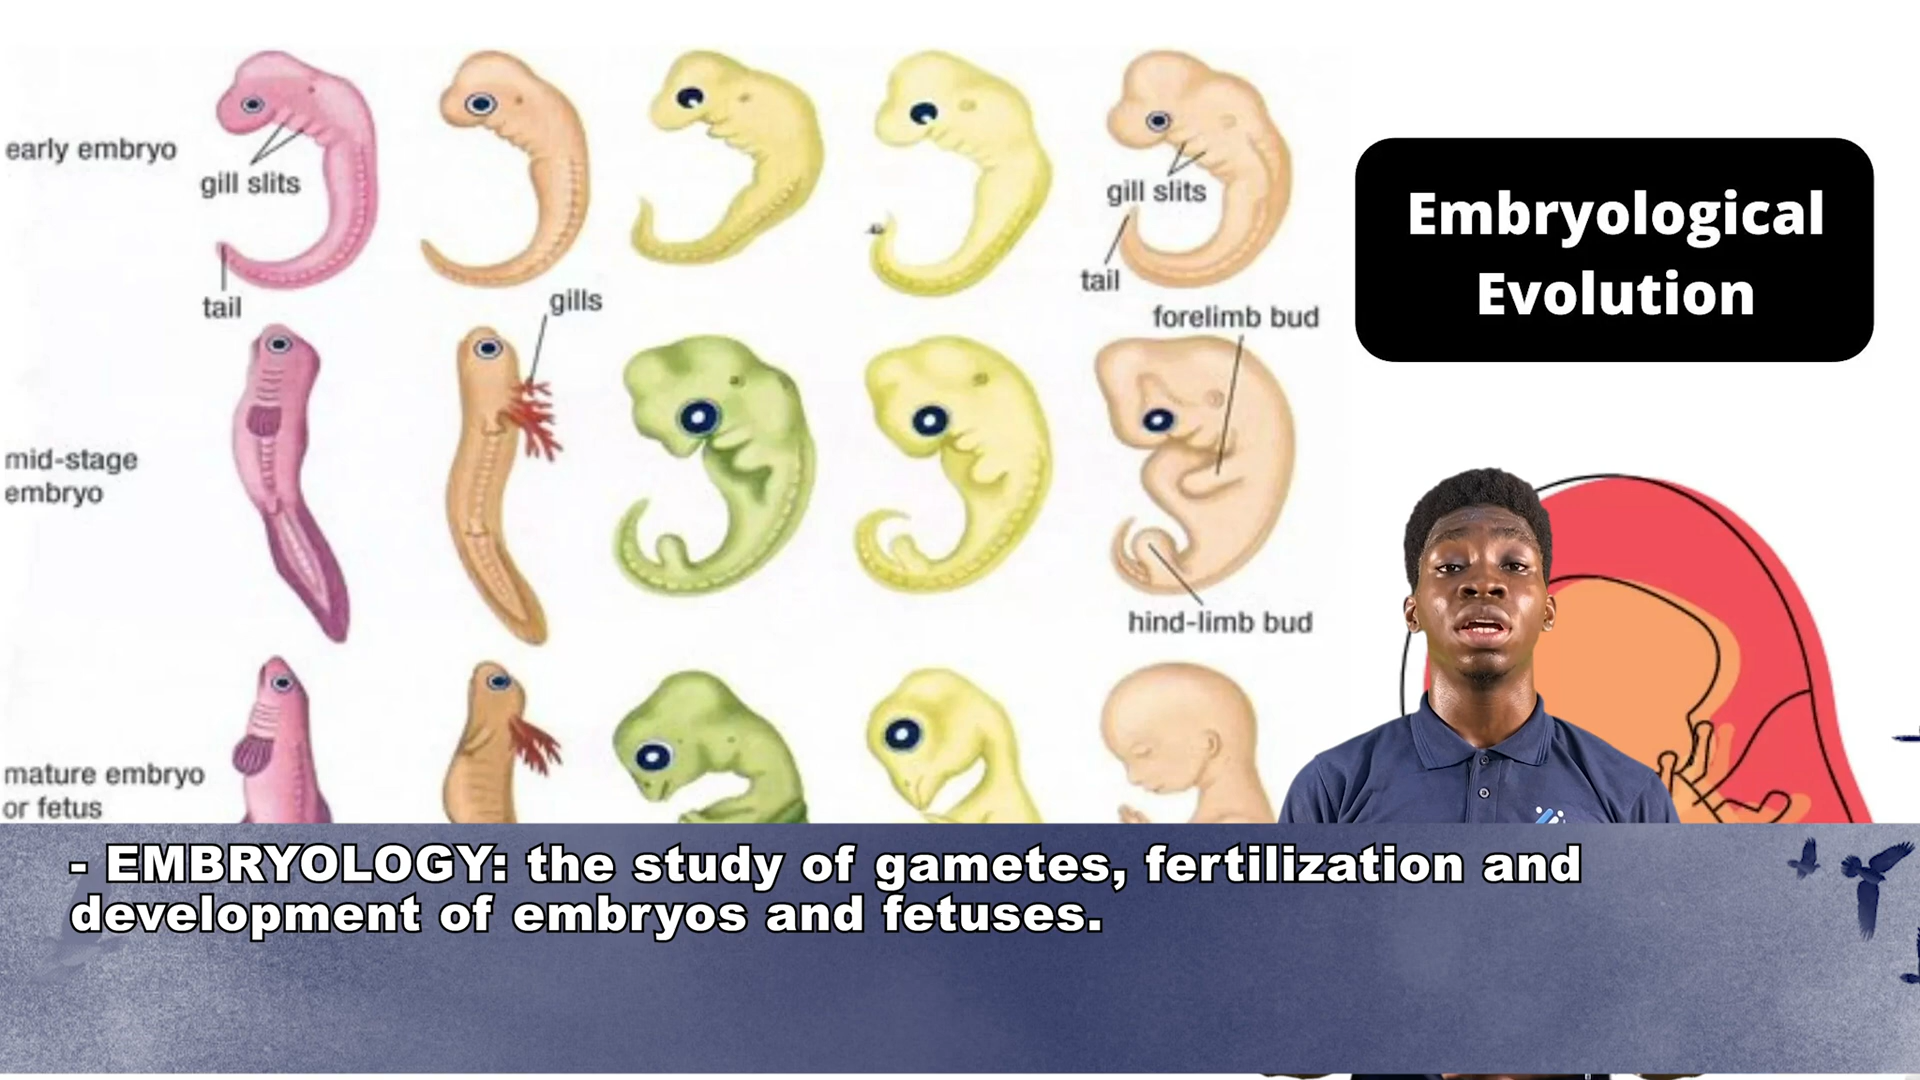 early embryo
gill slits
tail
gill slits
tail
gills
forelimb bud
mid-stage
embryo
hind-limb bud
mature embryo
or fetus
Embryological
Evolution
- EMBRYOLOGY: the study of gametes, fertilization and
development of embryos and fetuses.